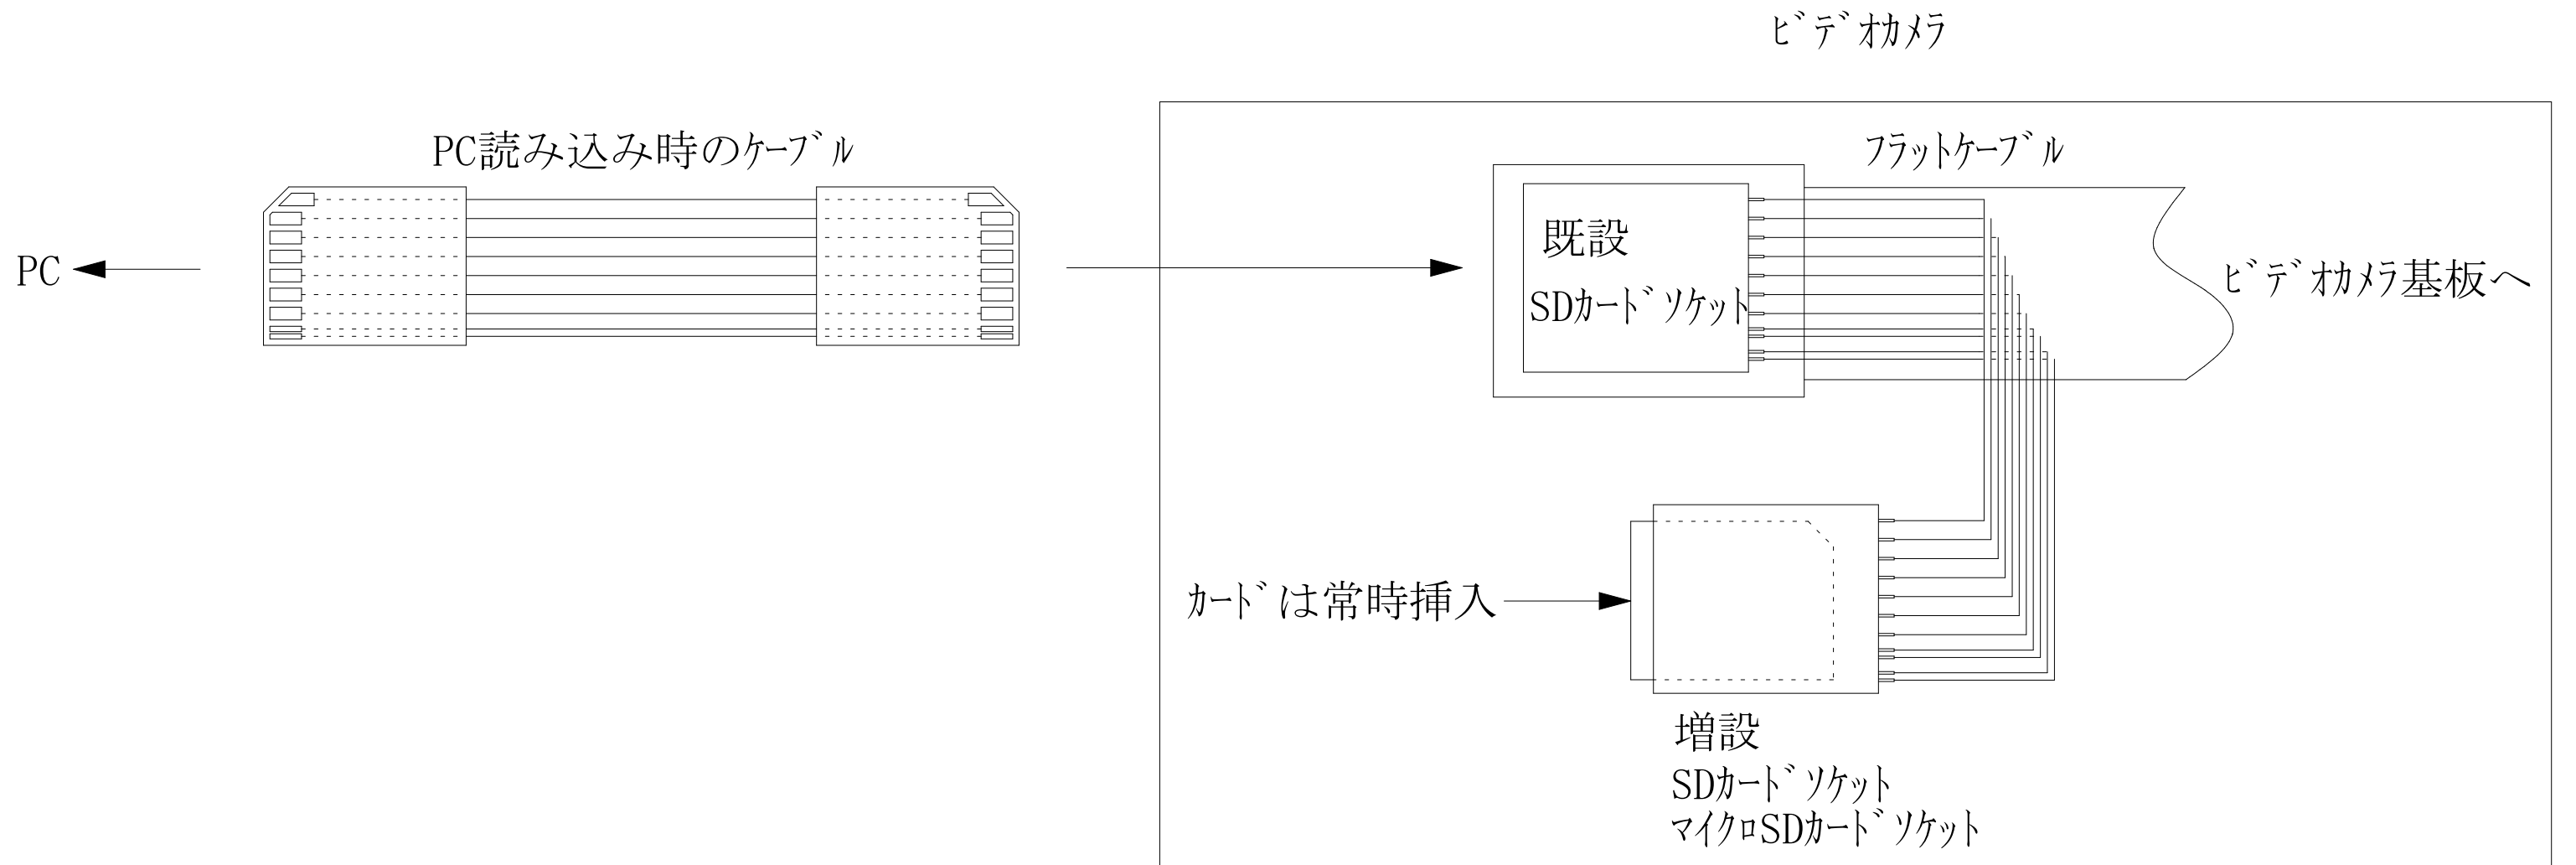 ﾋﾞﾃﾞｵｶﾒﾗ
PC読み込み時のｹｰﾌﾞﾙ
ﾌﾗｯﾄｹｰﾌﾞﾙ
PC
既設
SDｶｰﾄﾞｿｹｯﾄ
ﾋﾞﾃﾞｵｶﾒﾗ基板へ
ｶｰﾄﾞは常時挿入
増設
SDｶｰﾄﾞｿｹｯﾄ
ﾏｲｸﾛSDｶｰﾄﾞｿｹｯﾄ